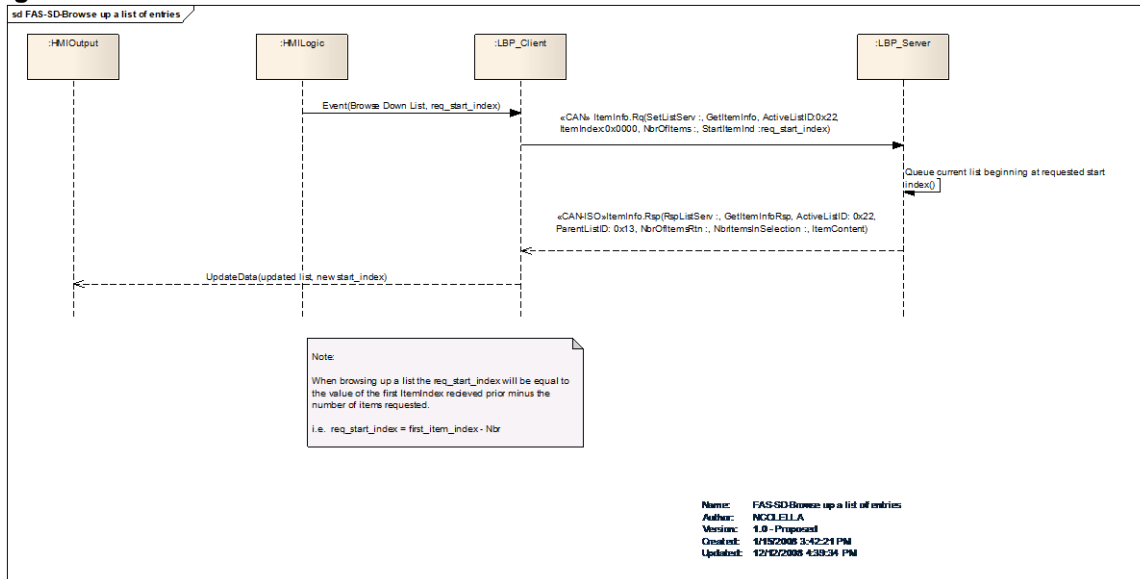 sd FAS-SD-Browse up a list of entries
:HMIOutput
:HMILogic
:LBP_Client
:LBP_Server
Event(Browse Down List, req_start_index)
«CAN» ItemInfo.Rq(SetListServ :, GetItemInfo, ActiveListID:0x22,
ItemIndex:0x0000, NbrOfItems :, StartItemInd :req_start_index)
Queue current list beginning at requested start
index()
«CAN-ISO»ItemInfo.Rsp(RspListServ :, GetItemInfoRsp, ActiveListID: 0x22,
ParentListID: 0x13, NbrOfItemsRtn :, NbrItemsInSelection :, ItemContent)
UpdateData(updated list, new start_index)
Note:
When browsing up a list the req_start_index will be equal to
the value of the first ItemIndex recieved prior minus the
number of items requested.
i.e. req_start_index = first_item_index - Nbr
Name: FAS-SD-Browse up a list of entries
Author: NCOLELLA
Version: 1.0 - Proposed
Created: 1/15/2008 3:42:21 PM
Updated: 12/12/2008 4:39:34 PM